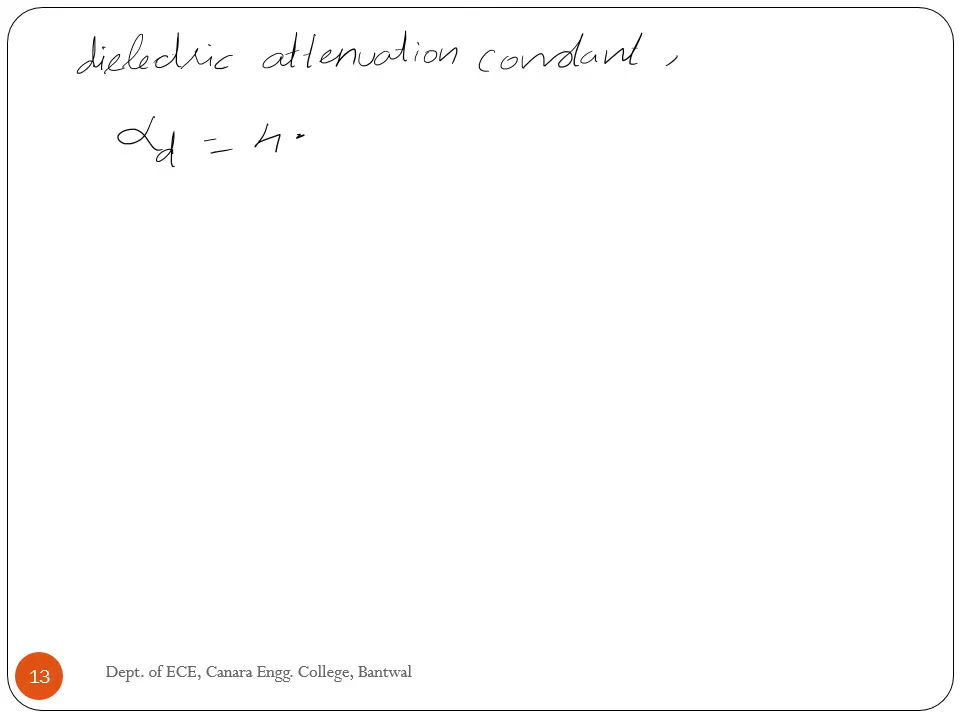 dielectric attenuation constant,
αd = 4.
13
Dept. of ECE, Canara Engg. College, Bantwal